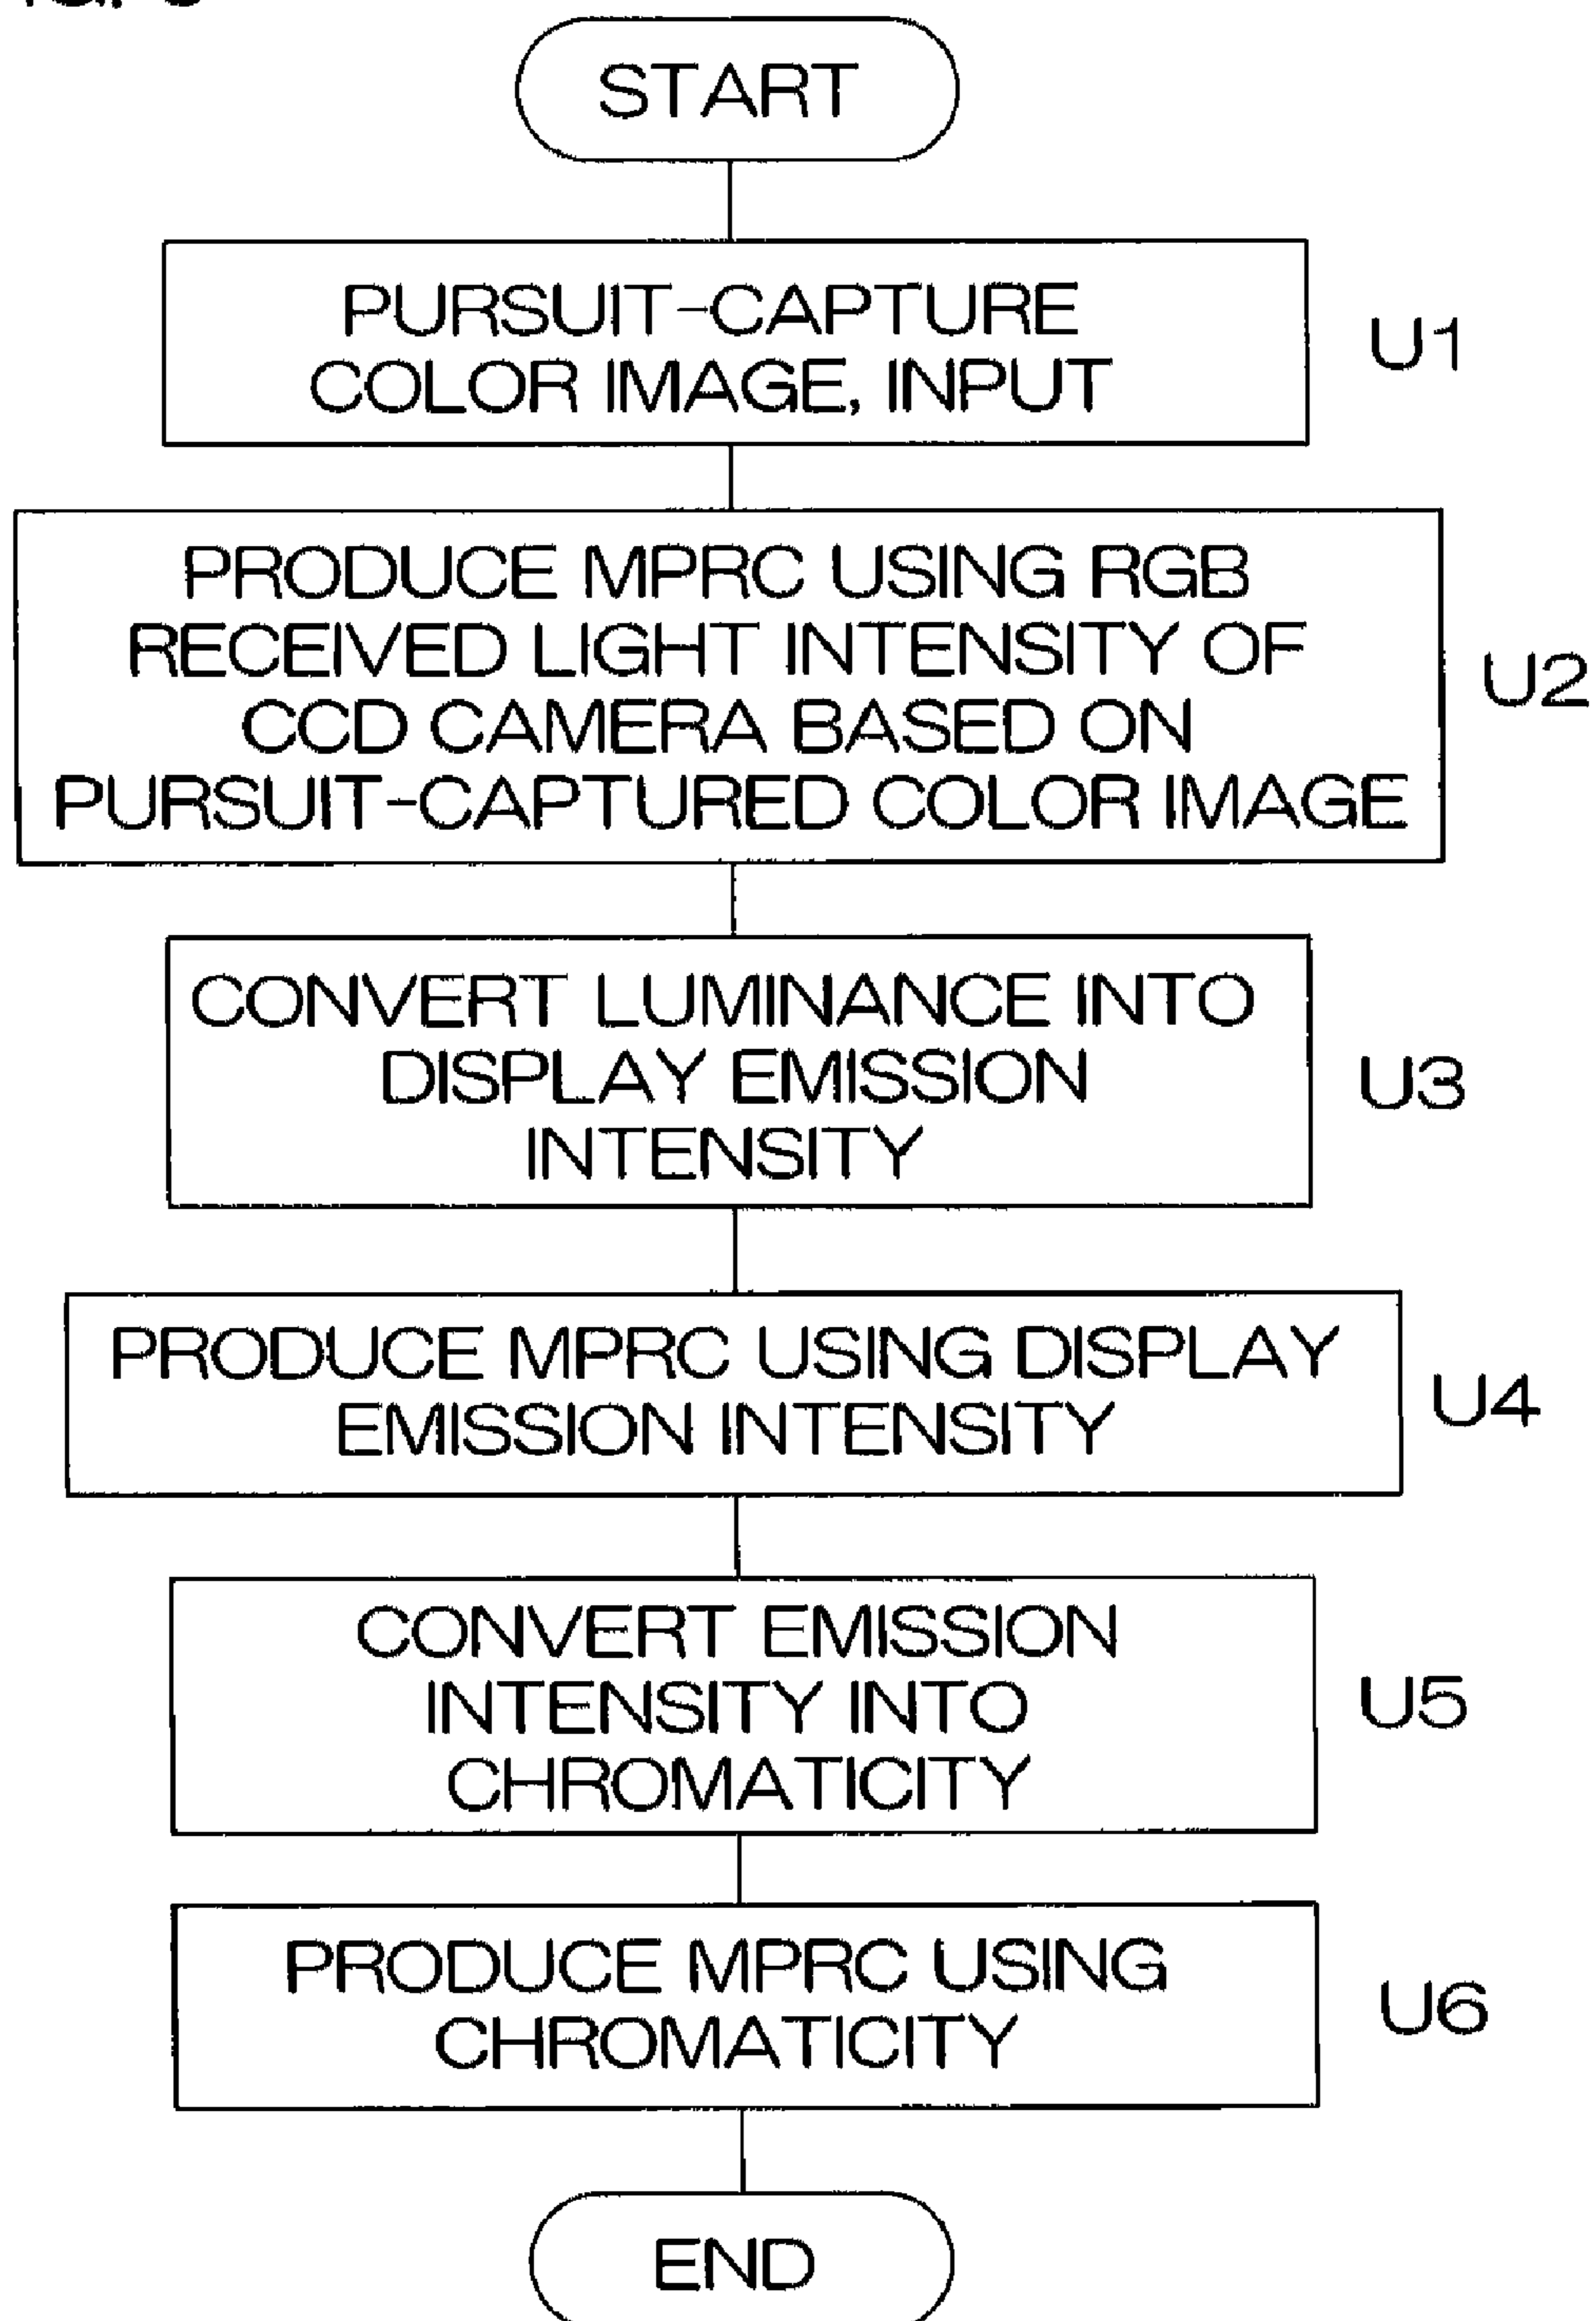 START
PURSUIT-CAPTURE
COLOR IMAGE, INPUT
U1
PRODUCE MPRC USING RGB
RECEIVED LIGHT INTENSITY OF
CCD CAMERA BASED ON
PURSUIT-CAPTURED COLOR IMAGE
U2
CONVERT LUMINANCE INTO
DISPLAY EMISSION
INTENSITY
U3
PRODUCE MPRC USING DISPLAY
EMISSION INTENSITY
U4
CONVERT EMISSION
INTENSITY INTO
CHROMATICITY
U5
PRODUCE MPRC USING
CHROMATICITY
U6
END